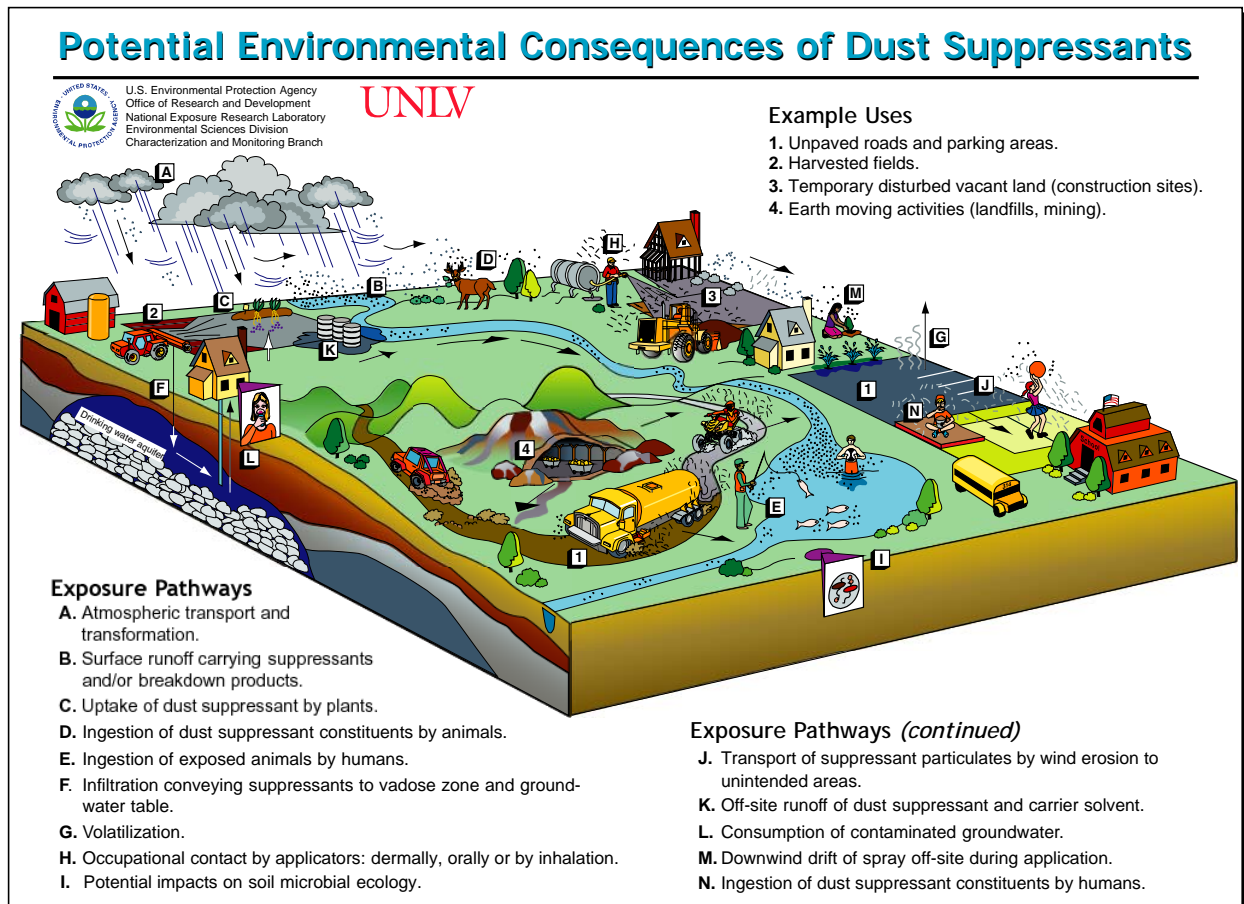 Potential Environmental Consequences of Dust Suppressants
UNITED STATES
ENVIRONMENTAL PROTECTION AGENCY
U.S. Environmental Protection Agency
Office of Research and Development
National Exposure Research Laboratory
Environmental Sciences Division
Characterization and Monitoring Branch
UNLV
Example Uses
1. Unpaved roads and parking areas.
2. Harvested fields.
3. Temporary disturbed vacant land (construction sites).
4. Earth moving activities (landfills, mining).
A
H
D
B
C
2
3
M
K
G
F
1
J
N
Drinking water aquifer
L
4
School
E
1
I
Exposure Pathways
A. Atmospheric transport and
transformation.
B. Surface runoff carrying suppressants
and/or breakdown products.
C. Uptake of dust suppressant by plants.
D. Ingestion of dust suppressant constituents by animals.
E. Ingestion of exposed animals by humans.
F. Infiltration conveying suppressants to vadose zone and ground-
water table.
G. Volatilization.
H. Occupational contact by applicators: dermally, orally or by inhalation.
I. Potential impacts on soil microbial ecology.
Exposure Pathways (continued)
J. Transport of suppressant particulates by wind erosion to
unintended areas.
K. Off-site runoff of dust suppressant and carrier solvent.
L. Consumption of contaminated groundwater.
M. Downwind drift of spray off-site during application.
N. Ingestion of dust suppressant constituents by humans.